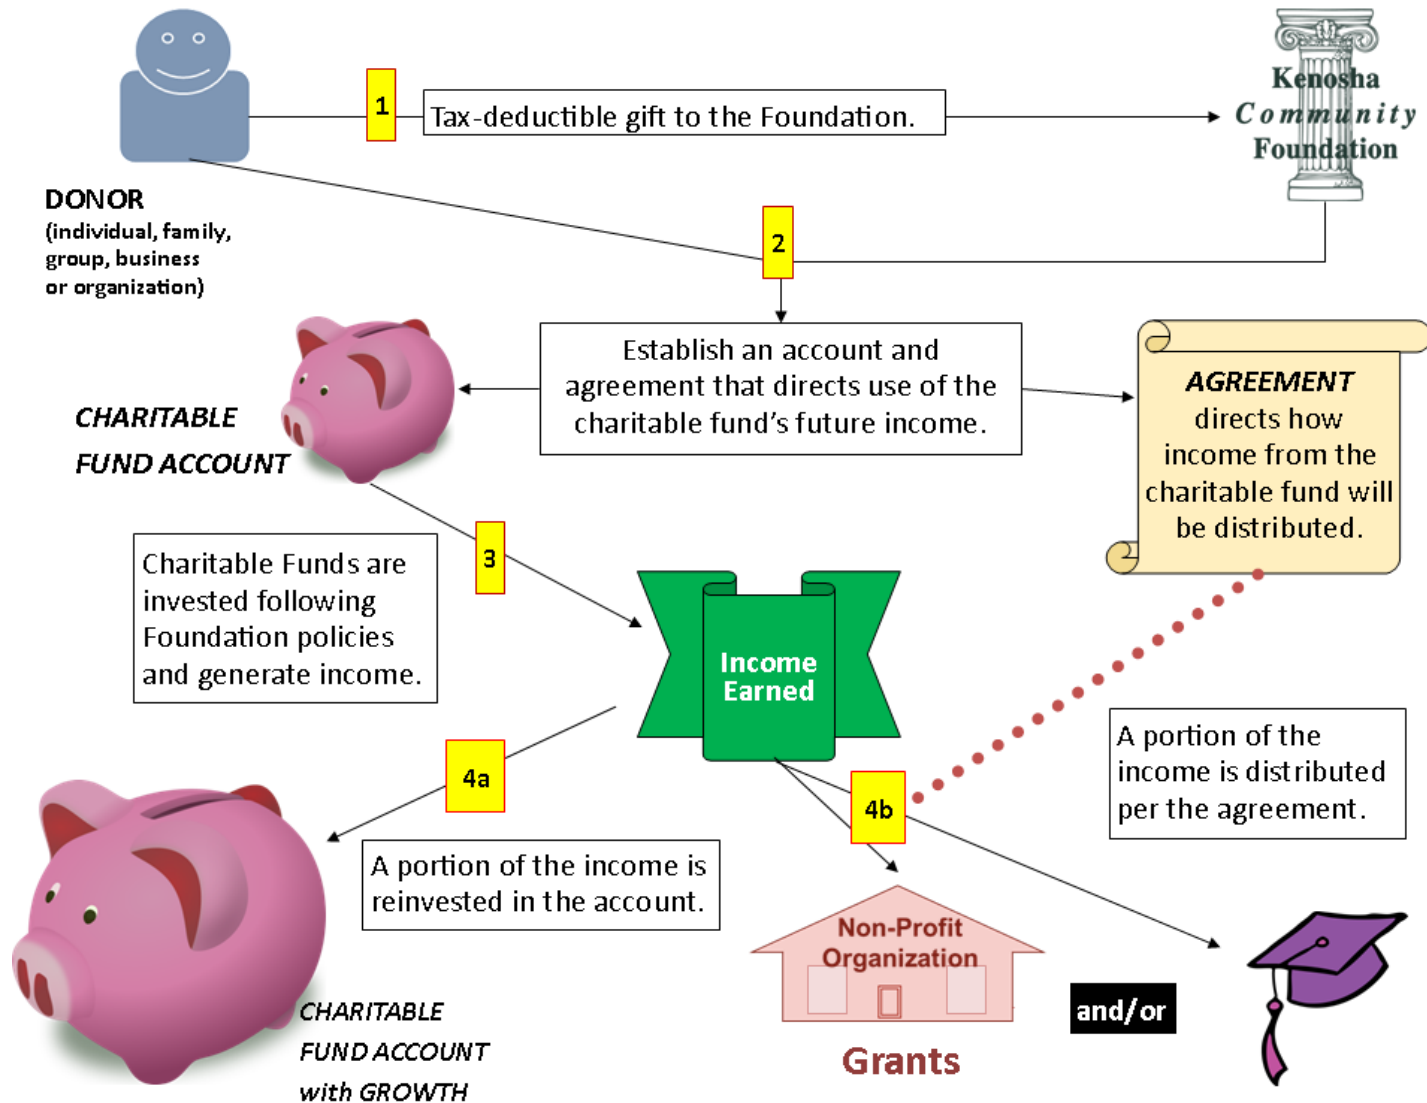 1
Tax-deductible gift to the Foundation.
Kenosha
Community
Foundation
DONOR
(individual, family,
group, business
or organization)
2
Establish an account and
agreement that directs use of the
charitable fund’s future income.
CHARITABLE
FUND ACCOUNT
AGREEMENT
directs how
income from the
charitable fund will
be distributed.
3
Charitable Funds are
invested following
Foundation policies
and generate income.
Income
Earned
4a
A portion of the income is
reinvested in the account.
4b
A portion of the
income is distributed
per the agreement.
CHARITABLE
FUND ACCOUNT
with GROWTH
Non-Profit
Organization
Grants
and/or